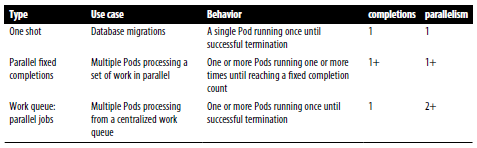 Type Use case Behavior completions parallelism
One shot Database migrations A single Pod running once until 1 1
successful termination
Parallel fixed Multiple Pods processing a One or more Pods running one or more 1+ 1+
completions set of work in parallel times until reaching a fixed completion
count
Work queue: Multiple Pods processing One or more Pods running once until 1 2+
parallel jobs from a centralized work successful termination
queue